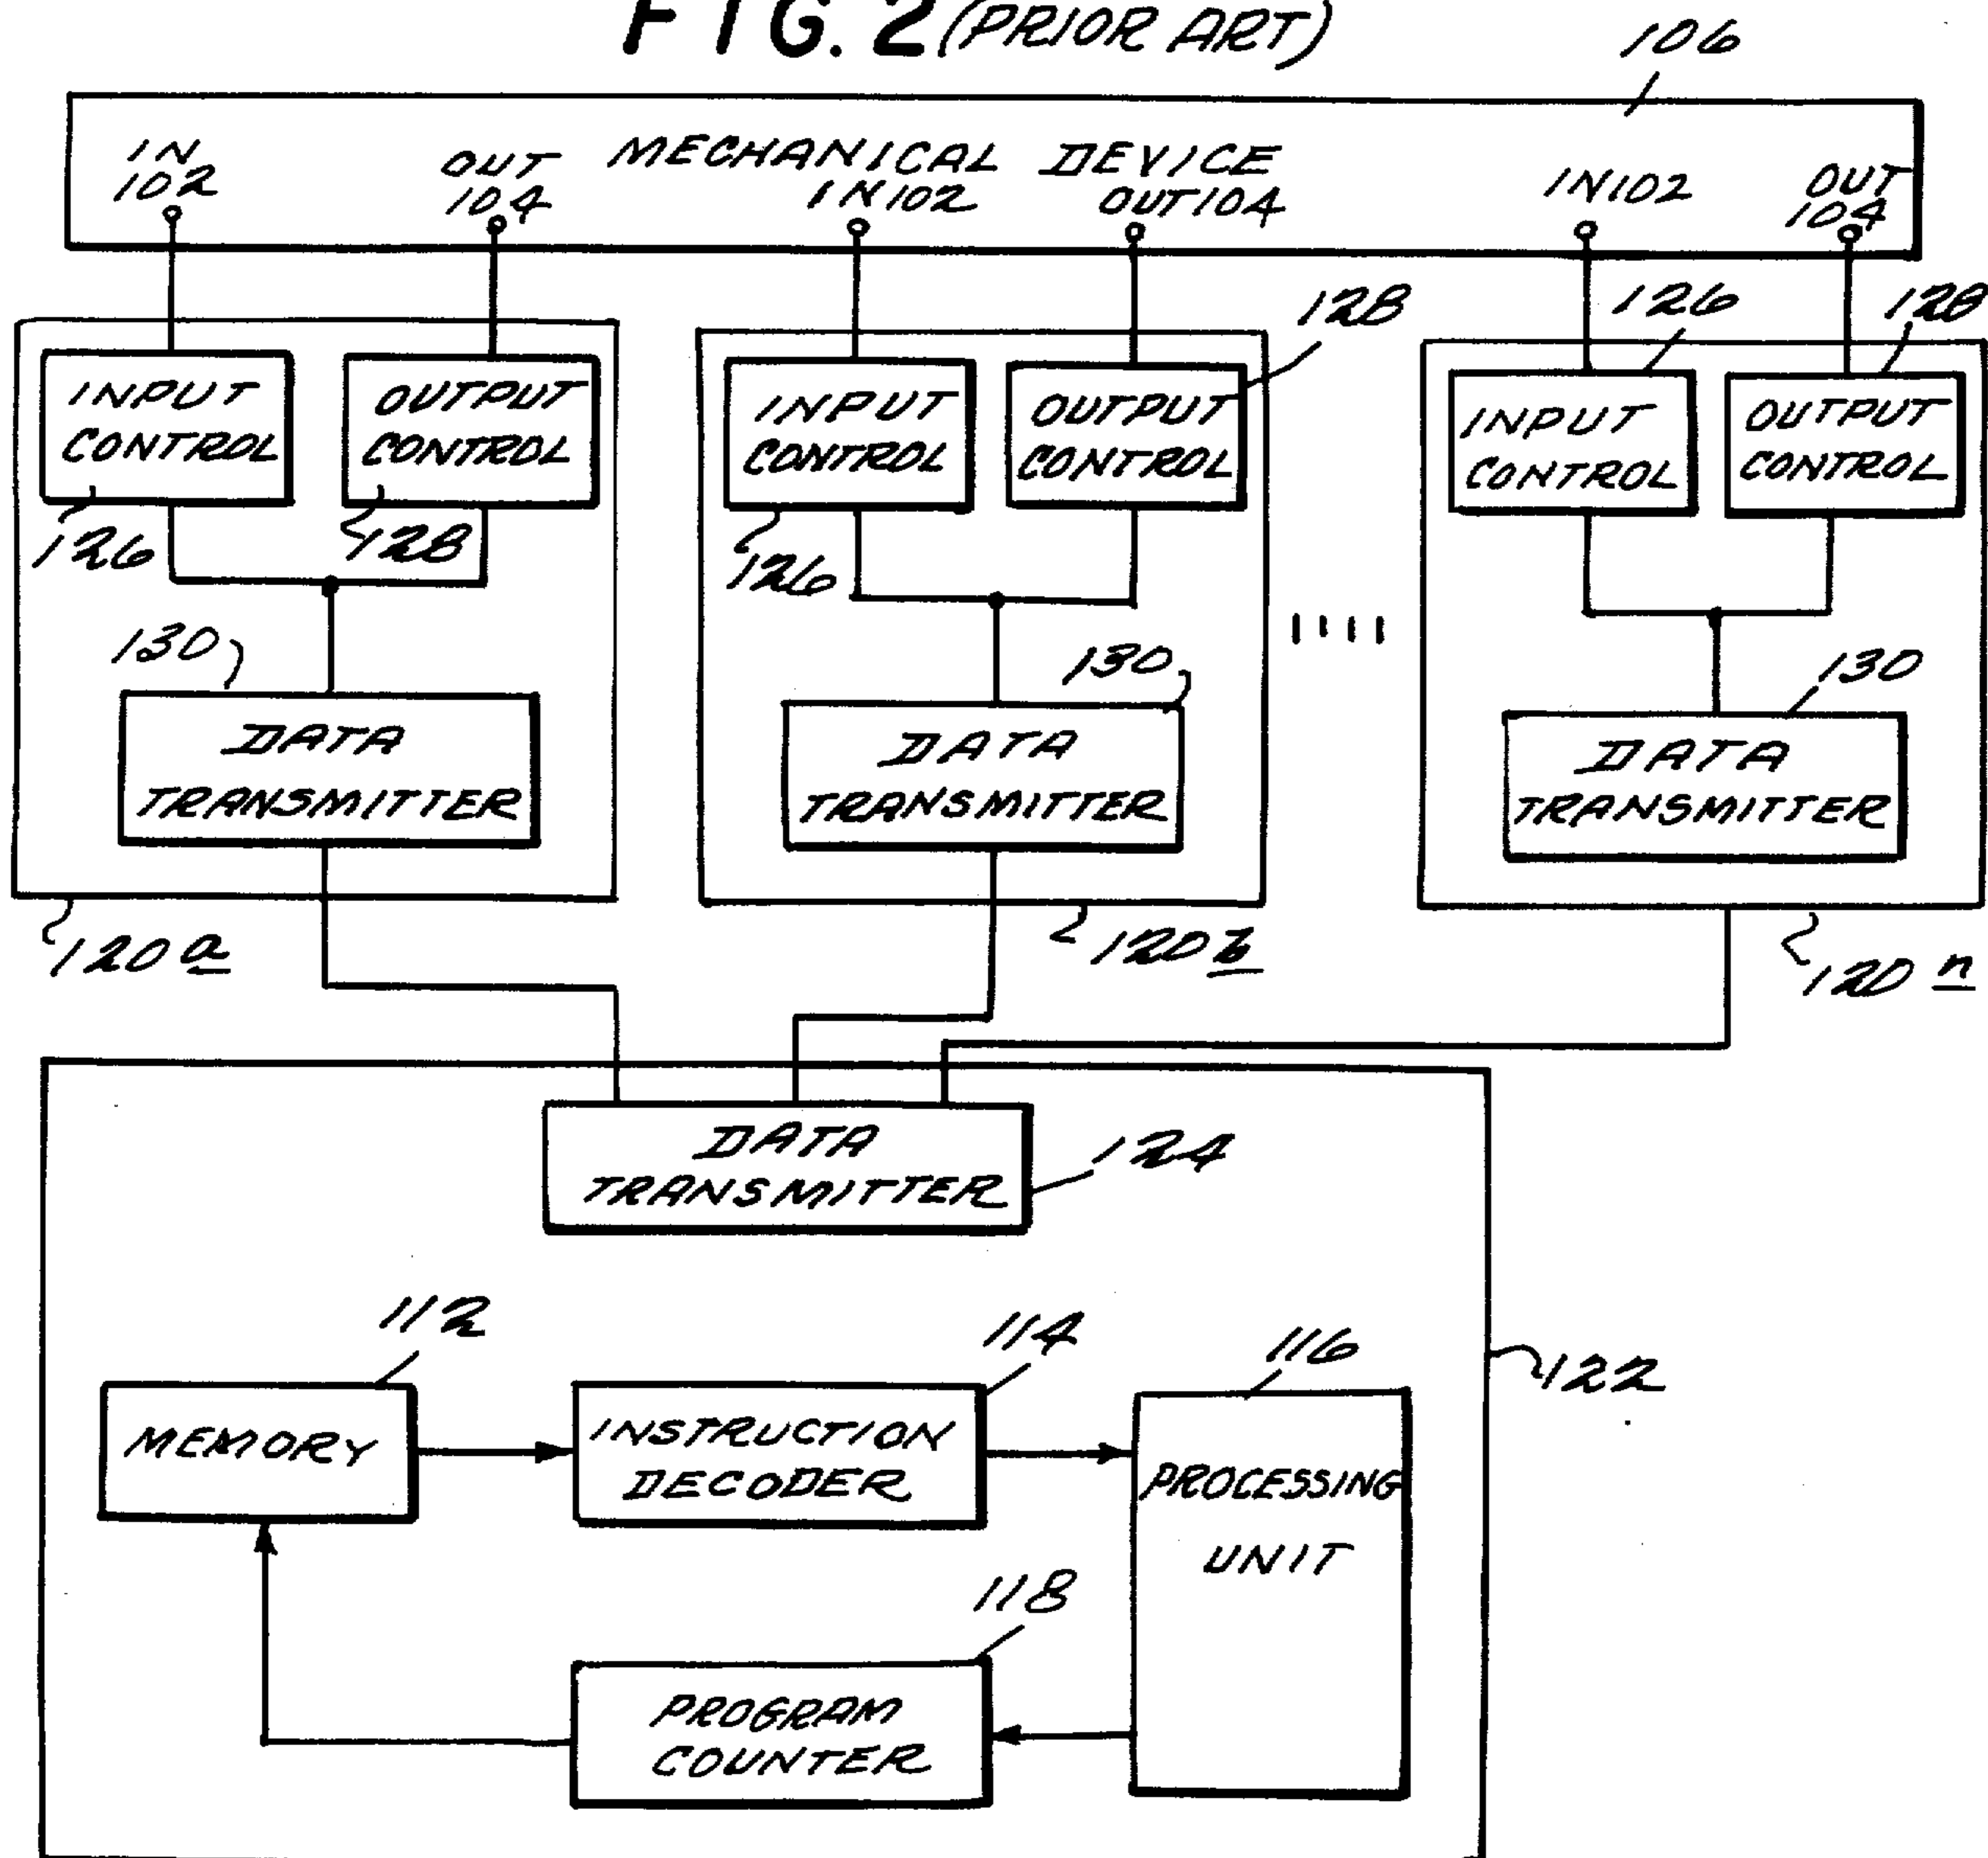 FIG. 2 (PRIOR ART)
106
MECHANICAL DEVICE
IN
102
OUT
104
IN 102
OUT 104
IN 102
OUT
104
128
126
128
INPUT
CONTROL
OUTPUT
CONTROL
INPUT
CONTROL
OUTPUT
CONTROL
INPUT
CONTROL
OUTPUT
CONTROL
126
128
126
130
130
130
DATA
TRANSMITTER
DATA
TRANSMITTER
DATA
TRANSMITTER
120a
120b
120n
DATA
TRANSMITTER
124
112
114
116
122
MEMORY
INSTRUCTION
DECODER
PROCESSING
UNIT
118
PROGRAM
COUNTER